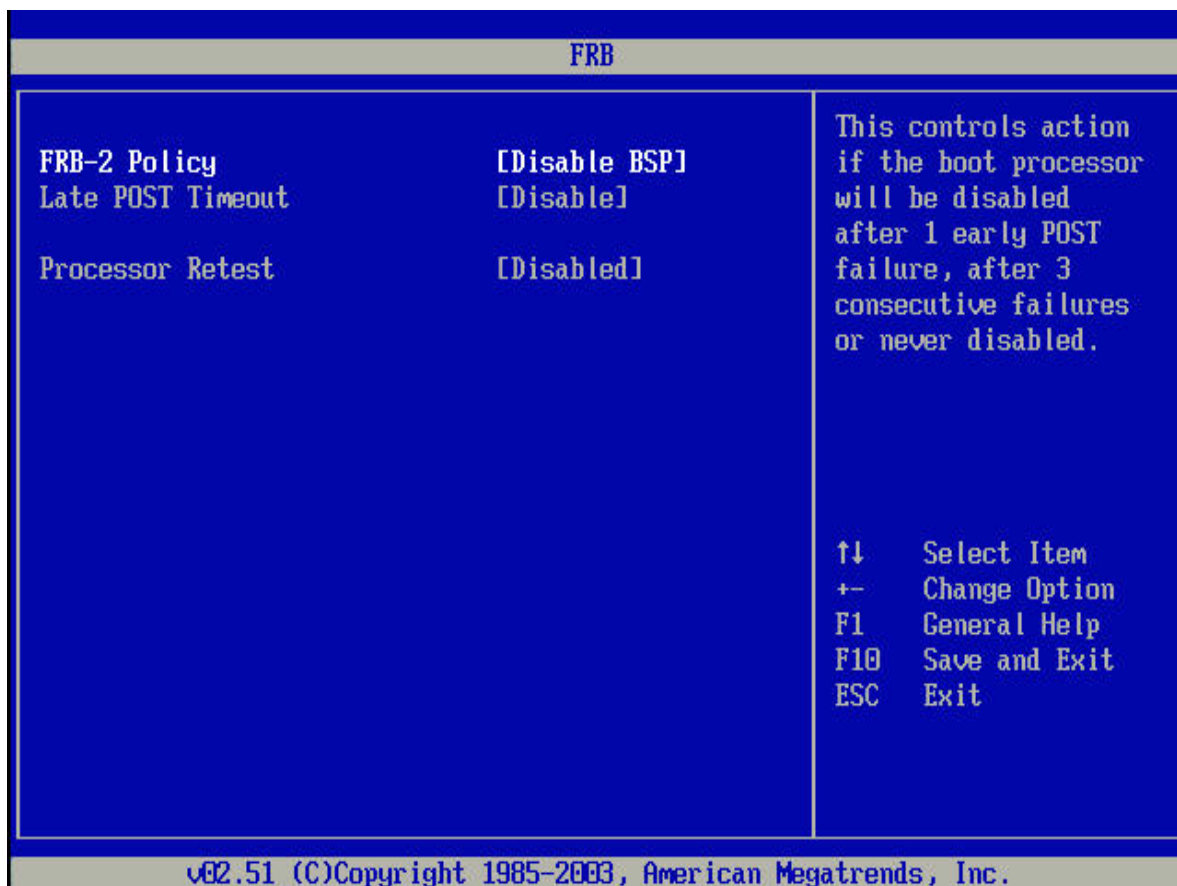 FRB
FRB-2 Policy [Disable BSP]
Late POST Timeout [Disable]
Processor Retest [Disabled]
This controls action
if the boot processor
will be disabled
after 1 early POST
failure, after 3
consecutive failures
or never disabled.
↑↓ Select Item
+- Change Option
F1 General Help
F10 Save and Exit
ESC Exit
v02.51 (C)Copyright 1985-2003, American Megatrends, Inc.